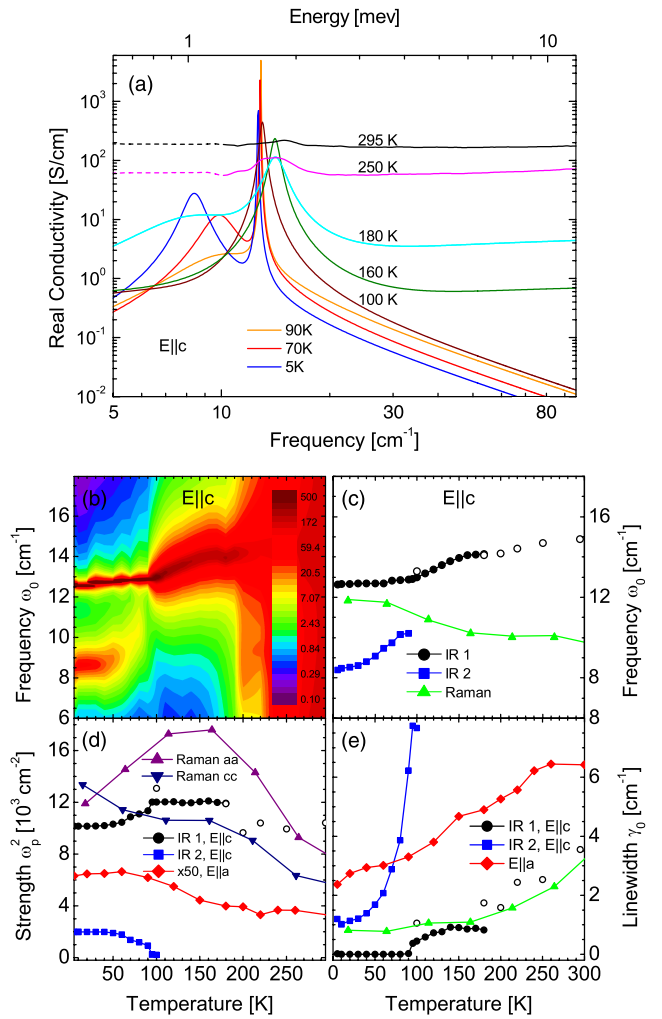 Energy [mev]
1 10
(a)
10³
10²
10¹
10⁰
10⁻¹
10⁻²
Real Conductivity [S/cm]
295 K
250 K
180 K
160 K
100 K
90K
70K
5K
E||c
5 10 30 80
Frequency [cm⁻¹]
(b) E||c
16
14
12
10
8
6
Frequency ω₀ [cm⁻¹]
500
172
59.4
20.5
7.07
2.43
0.84
0.29
0.10
(c) E||c
16
12
8
Frequency ω₀ [cm⁻¹]
IR 1
IR 2
Raman
(d)
16
12
8
4
0
Strength ω²ₚ [10³ cm⁻²]
Raman aa
Raman cc
IR 1, E||c
IR 2, E||c
x50, E||a
50 100 150 200 250
Temperature [K]
(e)
8
6
4
2
0
Linewidth γ₀ [cm⁻¹]
IR 1, E||c
IR 2, E||c
E||a
0 50 100 150 200 250 300
Temperature [K]